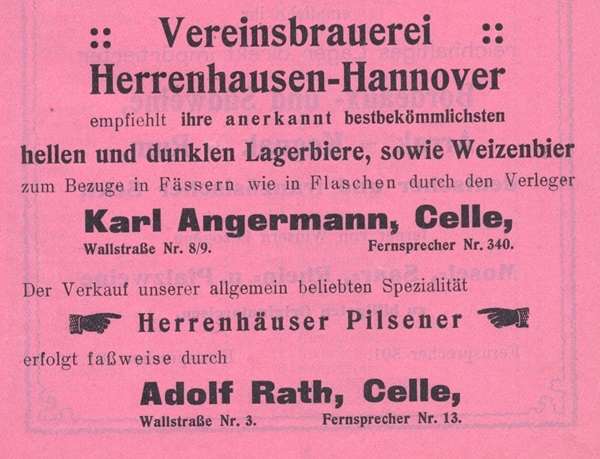 :: Vereinsbrauerei ::
Herrenhausen-Hannover
empfiehlt ihre anerkannt bestbekömmlichsten
hellen und dunklen Lagerbiere, sowie Weizenbier
zum Bezuge in Fässern wie in Flaschen durch den Verleger
Karl Angermann, Celle,
Wallstraße Nr. 8/9. Fernsprecher Nr. 340.
Der Verkauf unserer allgemein beliebten Spezialität
Herrenhäuser Pilsener
erfolgt faßweise durch
Adolf Rath, Celle,
Wallstraße Nr. 3. Fernsprecher Nr. 13.